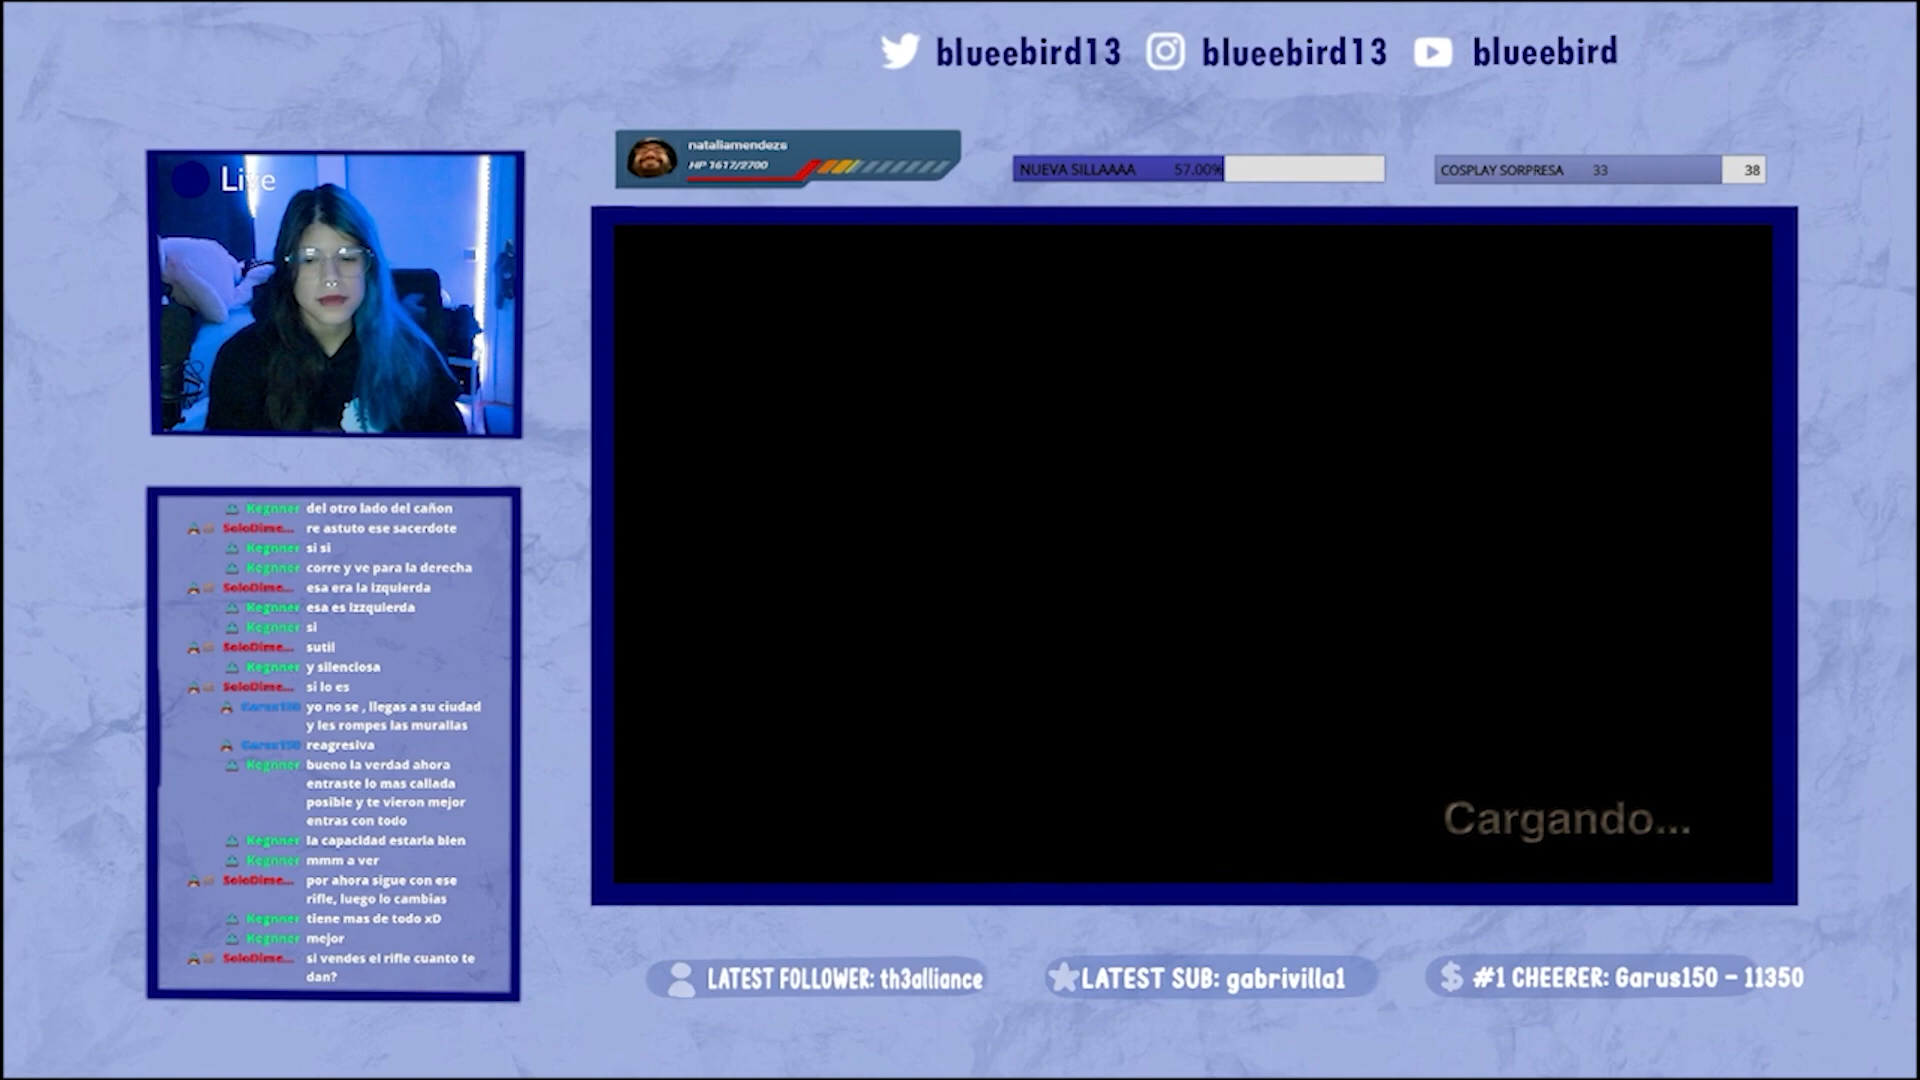 blueebird13 blueebird13 blueebird
nataliamendezs
HP 1617/2700
NUEVA SILLAAAA 57.00%
COSPLAY SORPRESA 33 38
Live
Kegnner del otro lado del cañon
SoloDime... re astuto ese sacerdote
Kegnner si si
Kegnner corre y ve para la derecha
SoloDime... esa era la izquierda
Kegnner esa es izzquierda
Kegnner si
SoloDime... sutil
Kegnner y silenciosa
SoloDime... si lo es
Garus150 yo no se , llegas a su ciudad
y les rompes las murallas
Garus150 reagresiva
Kegnner bueno la verdad ahora
entraste lo mas callada
posible y te vieron mejor
entras con todo
Kegnner la capacidad estaria bien
Kegnner mmm a ver
SoloDime... por ahora sigue con ese
rifle, luego lo cambias
Kegnner tiene mas de todo xD
Kegnner mejor
SoloDime... si vendes el rifle cuanto te
dan?
Cargando...
LATEST FOLLOWER: th3alliance
LATEST SUB: gabrivilla1
#1 CHEERER: Garus150 - 11350